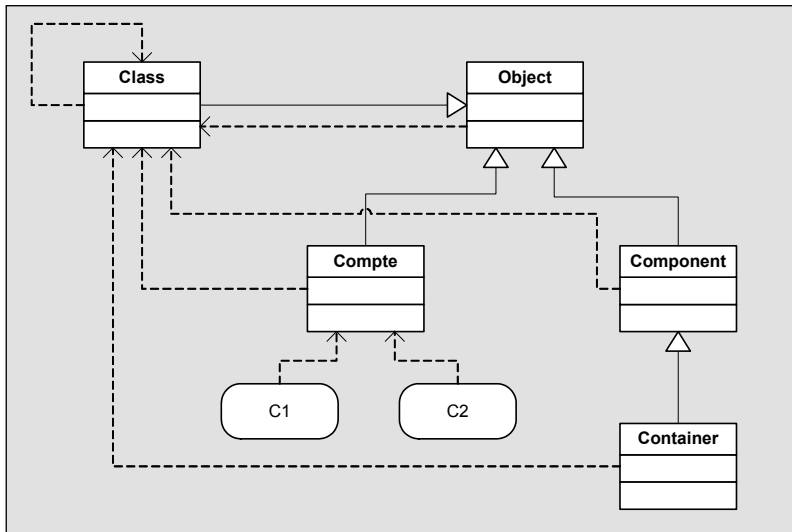 Class
Object
Compte
Component
C1
C2
Container